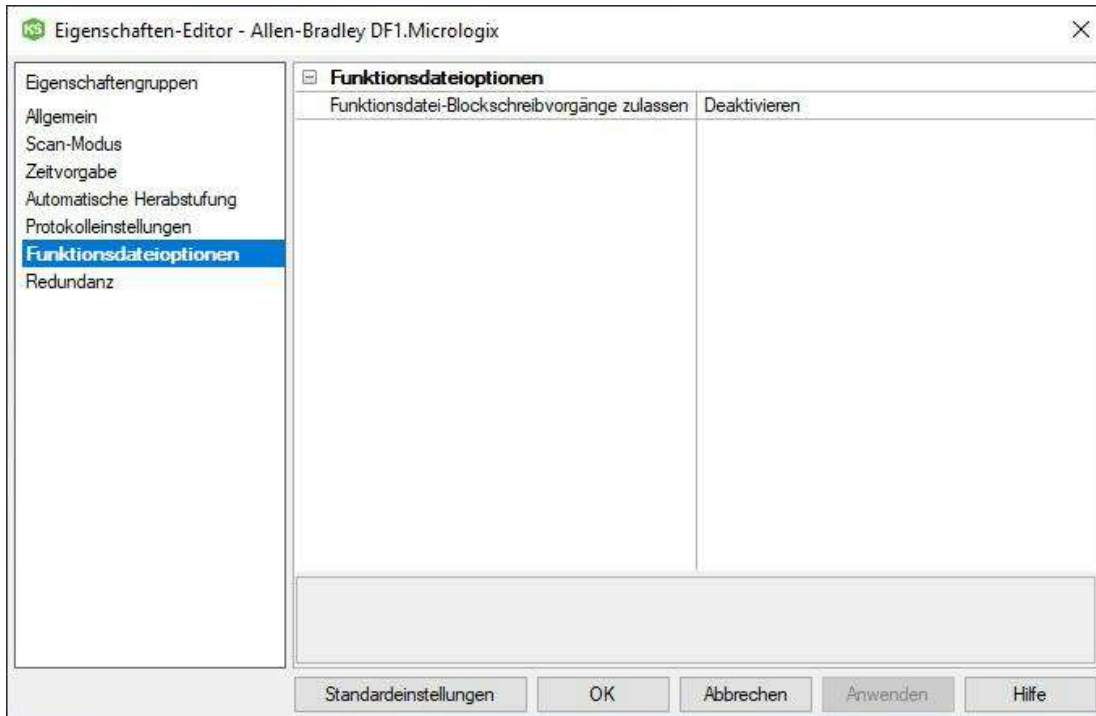 KS Eigenschaften-Editor - Allen-Bradley DF1.Micrologix
Eigenschaftengruppen
Allgemein
Scan-Modus
Zeitvorgabe
Automatische Herabstufung
Protokolleinstellungen
Funktionsdateioptionen
Redundanz
Funktionsdateioptionen
Funktionsdatei-Blockschreibvorgänge zulassen Deaktivieren
Standardeinstellungen OK Abbrechen Anwenden Hilfe